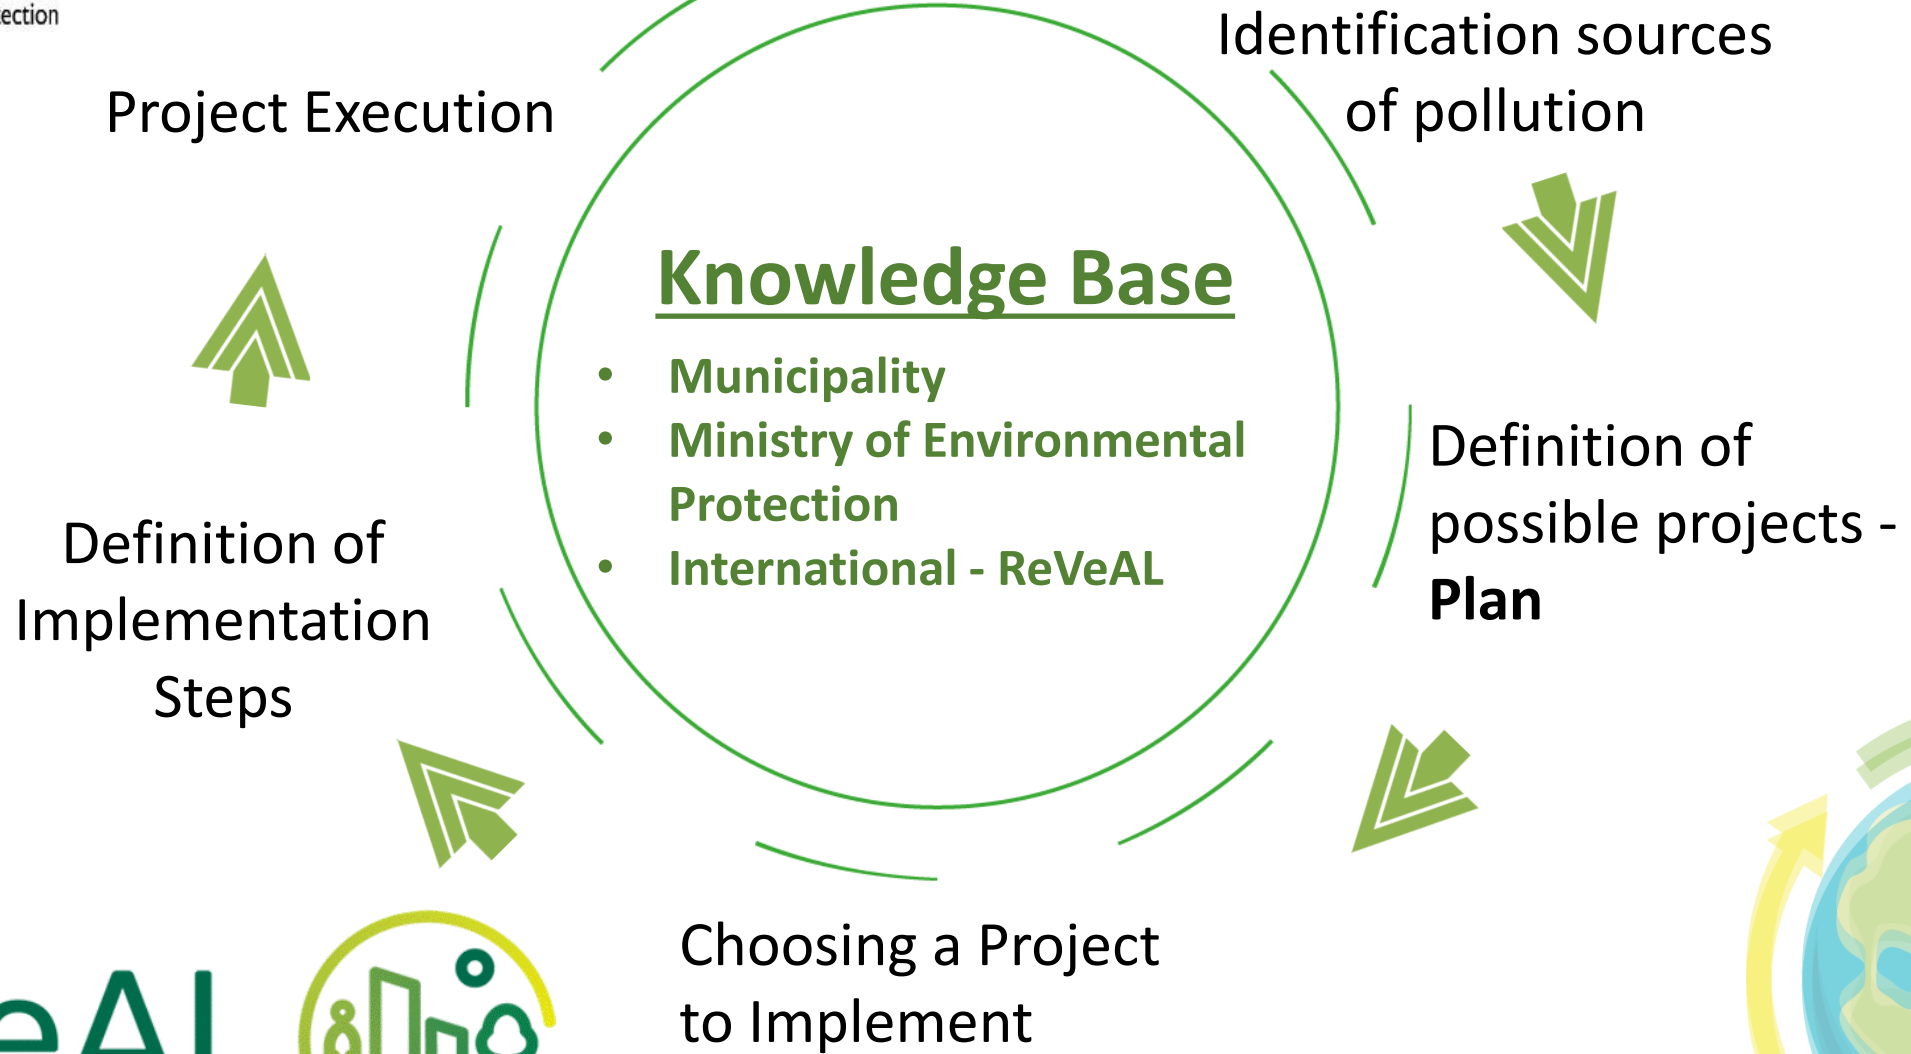 Identification sources
of pollution
Project Execution
Knowledge Base
• Municipality
• Ministry of Environmental
Protection
• International - ReVeAL
Definition of
possible projects -
Plan
Definition of
Implementation
Steps
Choosing a Project
to Implement
eAL